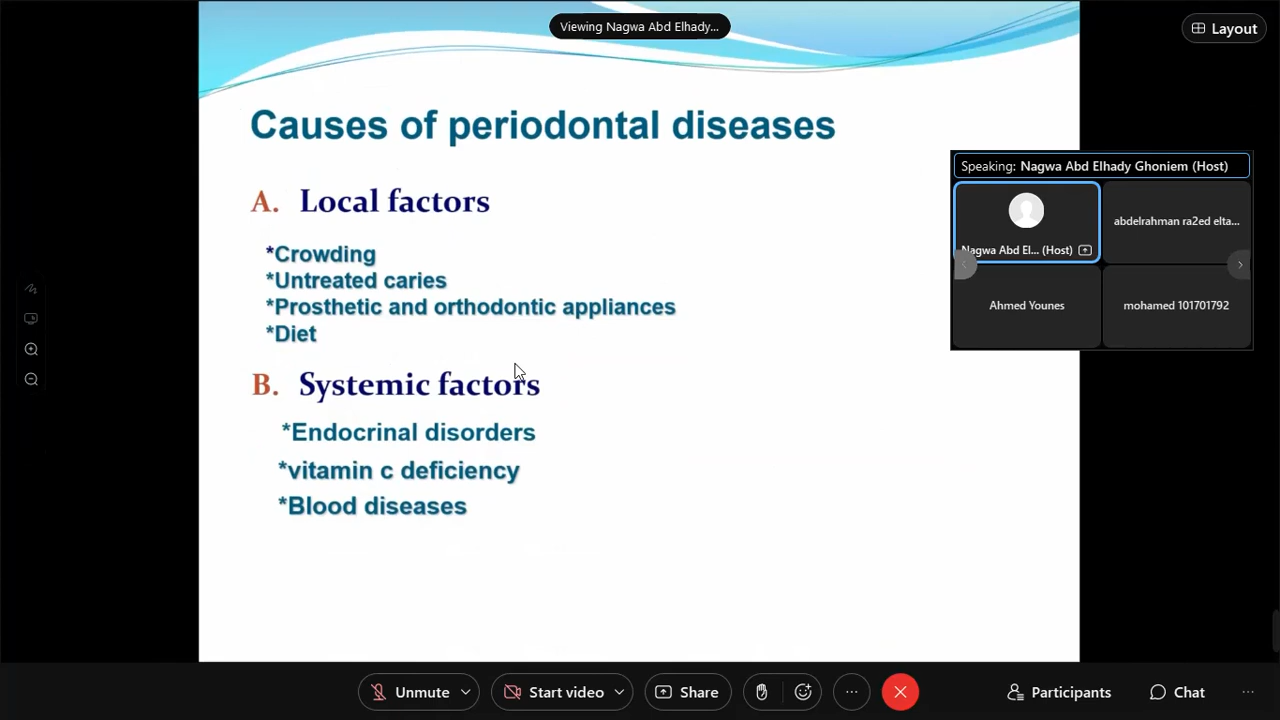 Viewing Nagwa Abd Elhady...
Layout
Causes of periodontal diseases
A. Local factors
*Crowding
*Untreated caries
*Prosthetic and orthodontic appliances
*Diet
B. Systemic factors
*Endocrinal disorders
*vitamin c deficiency
*Blood diseases
Speaking: Nagwa Abd Elhady Ghoniem (Host)
Nagwa Abd El... (Host)
abdelrahman ra2ed elta...
Ahmed Younes
mohamed 101701792
Unmute
Start video
Share
Participants
Chat